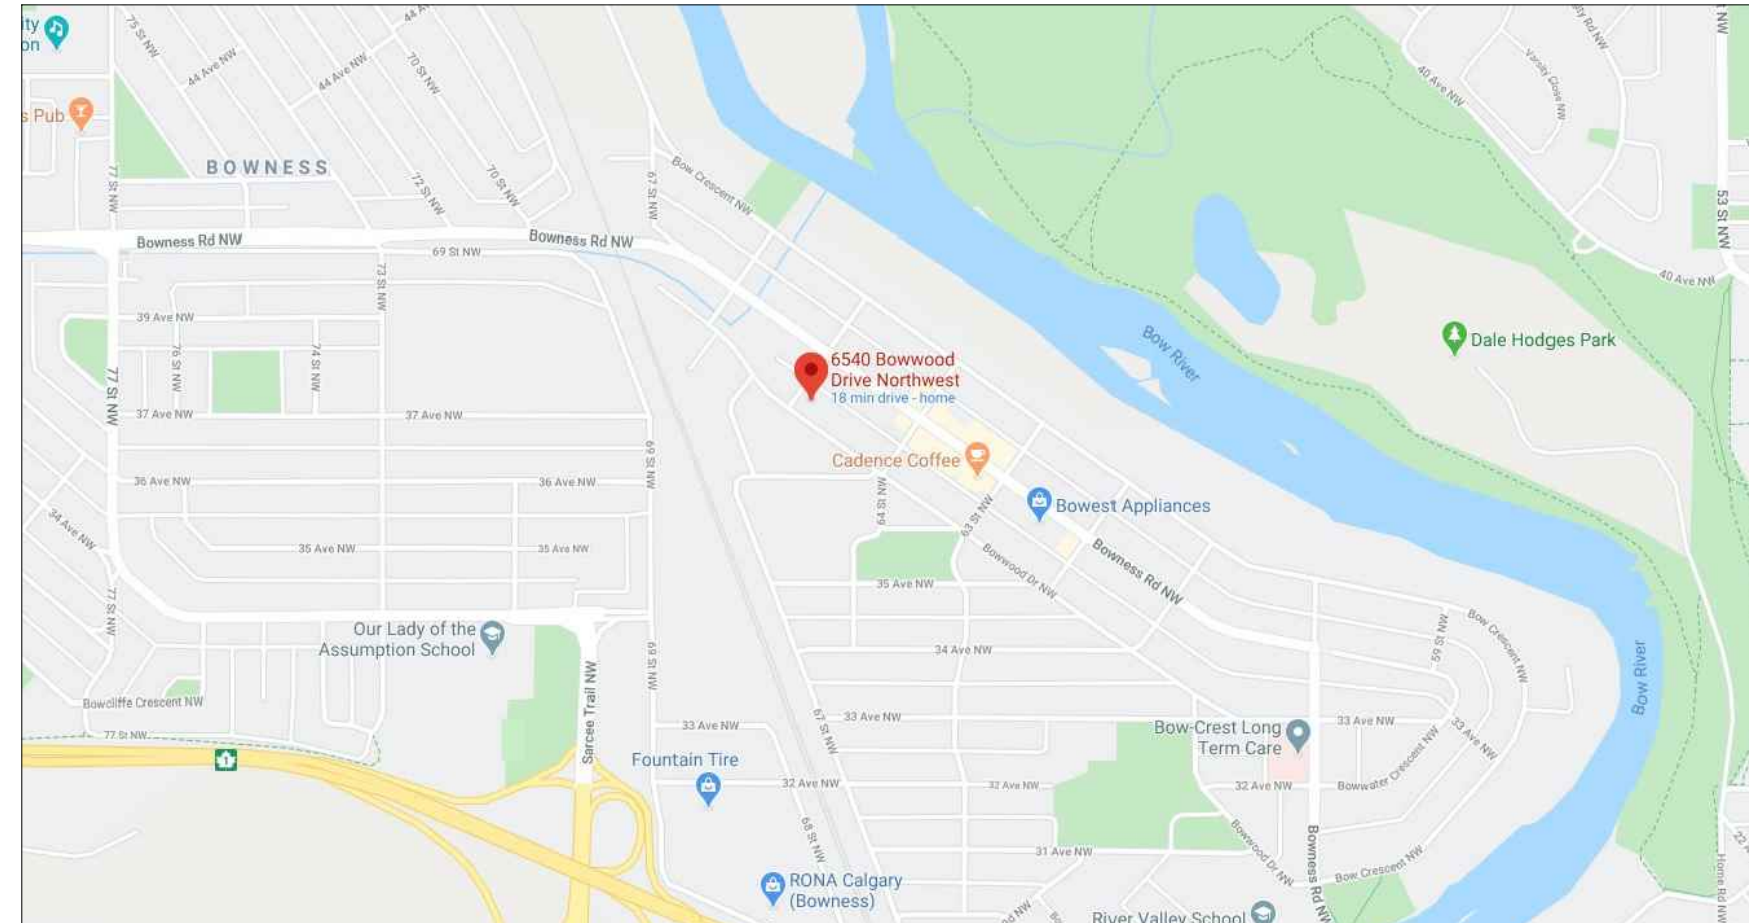 ity
on
75 St NW
44 Ave NW
44 Ave NW
70 St NW
44 A
s Pub
BOWNESS
77 St NW
72 St NW
70 St NW
67 St NW
Bow Crescent NW
Bowness Rd NW
Bowness Rd NW
69 St NW
73 St NW
39 Ave NW
76 St NW
74 St NW
77 St NW
37 Ave NW
37 Ave NW
6540 Bowwood
Drive Northwest
18 min drive - home
Cadence Coffee
Bowest Appliances
36 Ave NW
36 Ave NW
69 St NW
64 St NW
63 St NW
34 Ave NW
35 Ave NW
35 Ave NW
35 Ave NW
Bowwood Dr NW
Bowness Rd NW
77 St NW
Our Lady of the
Assumption School
69 St NW
34 Ave NW
59 St NW
Bow Crescent NW
Bow River
Bow River
Bowcliffe Crescent NW
77 St NW
1
Sarcee Trail NW
33 Ave NW
33 Ave NW
33 Ave NW
33 Ave NW
67 St NW
Bow-Crest Long
Term Care
Fountain Tire
32 Ave NW
32 Ave NW
32 Ave NW
Bowwater Crescent NW
68 St NW
31 Ave NW
Bowwood Dr NW
Bowness Rd NW
Bow Crescent NW
RONA Calgary
(Bowness)
River Valley School
Home Rd NW
40 Ave NW
Varsity Close NW
53 St NW
40 Ave NW
Dale Hodges Park